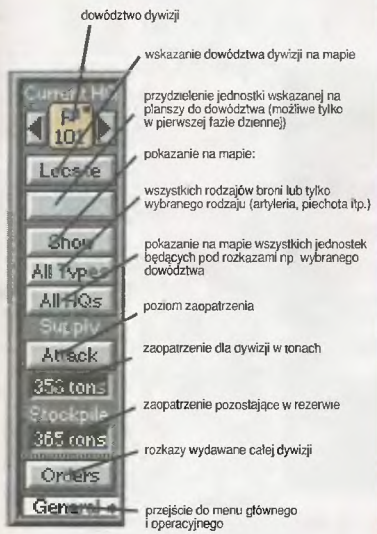 dowództwo dywizji
wskazanie dowództwa dywizji na mapie
przydzielenie jednostki wskazanej na
planszy do dowództwa (możliwe tylko
w pierwszej fazie dziennej)
pokazanie na mapie:
wszystkich rodzajów broni lub tylko
wybranego rodzaju (artyleria, piechota itp.)
pokazanie na mapie wszystkich jednostek
będących pod rozkazami np. wybranego
dowództwa
poziom zaopatrzenia
zaopatrzenie dla dywizji w tonach
zaopatrzenie pozostające w rezerwie
rozkazy wydawane całej dywizji
przejście do menu głównego
i operacyjnego
Current HQ
101
Locate
Show
All Types
All HQs
Supply
Attack
353 tons
Stockpile
365 tons
Orders
General